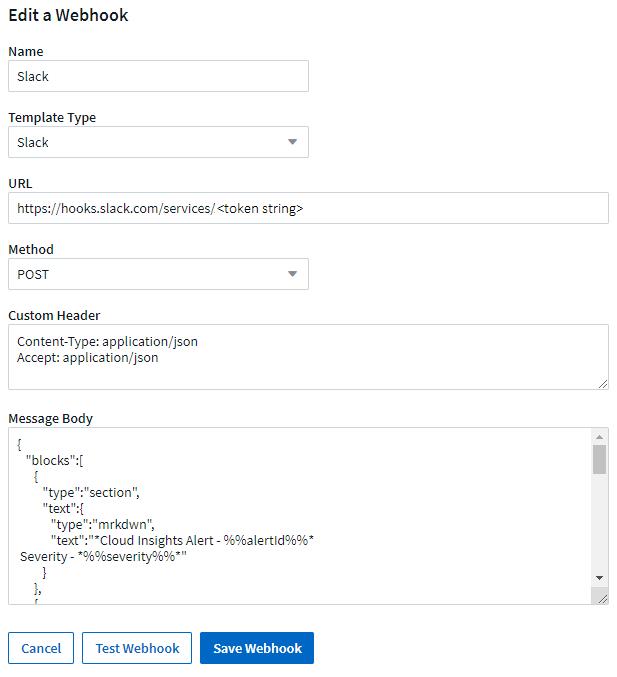 Edit a Webhook
Name
Slack
Template Type
Slack
URL
https://hooks.slack.com/services/<token string>
Method
POST
Custom Header
Content-Type: application/json
Accept: application/json
Message Body
{
"blocks":[
{
"type":"section",
"text":{
"type":"mrkdwn",
"text":"*Cloud Insights Alert - %%alertId%%*
Severity - *%%severity%%*"
}
},
{
Cancel
Test Webhook
Save Webhook